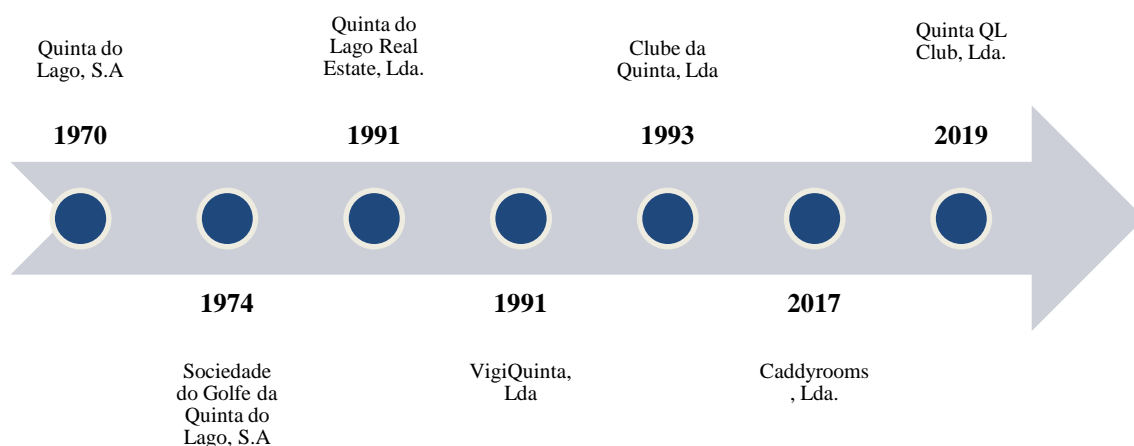 Quinta do
Lago, S.A
1970
Quinta do
Lago Real
Estate, Lda.
1991
Clube da
Quinta, Lda
1993
Quinta QL
Club, Lda.
2019
1974
Sociedade
do Golfe da
Quinta do
Lago, S.A
1991
VigiQuinta,
Lda
2017
Caddyrooms
, Lda.